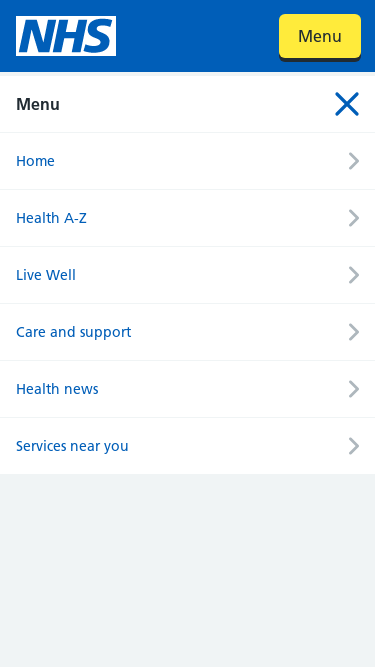 NHS
Menu
Menu
Home
Health A-Z
Live Well
Care and support
Health news
Services near you